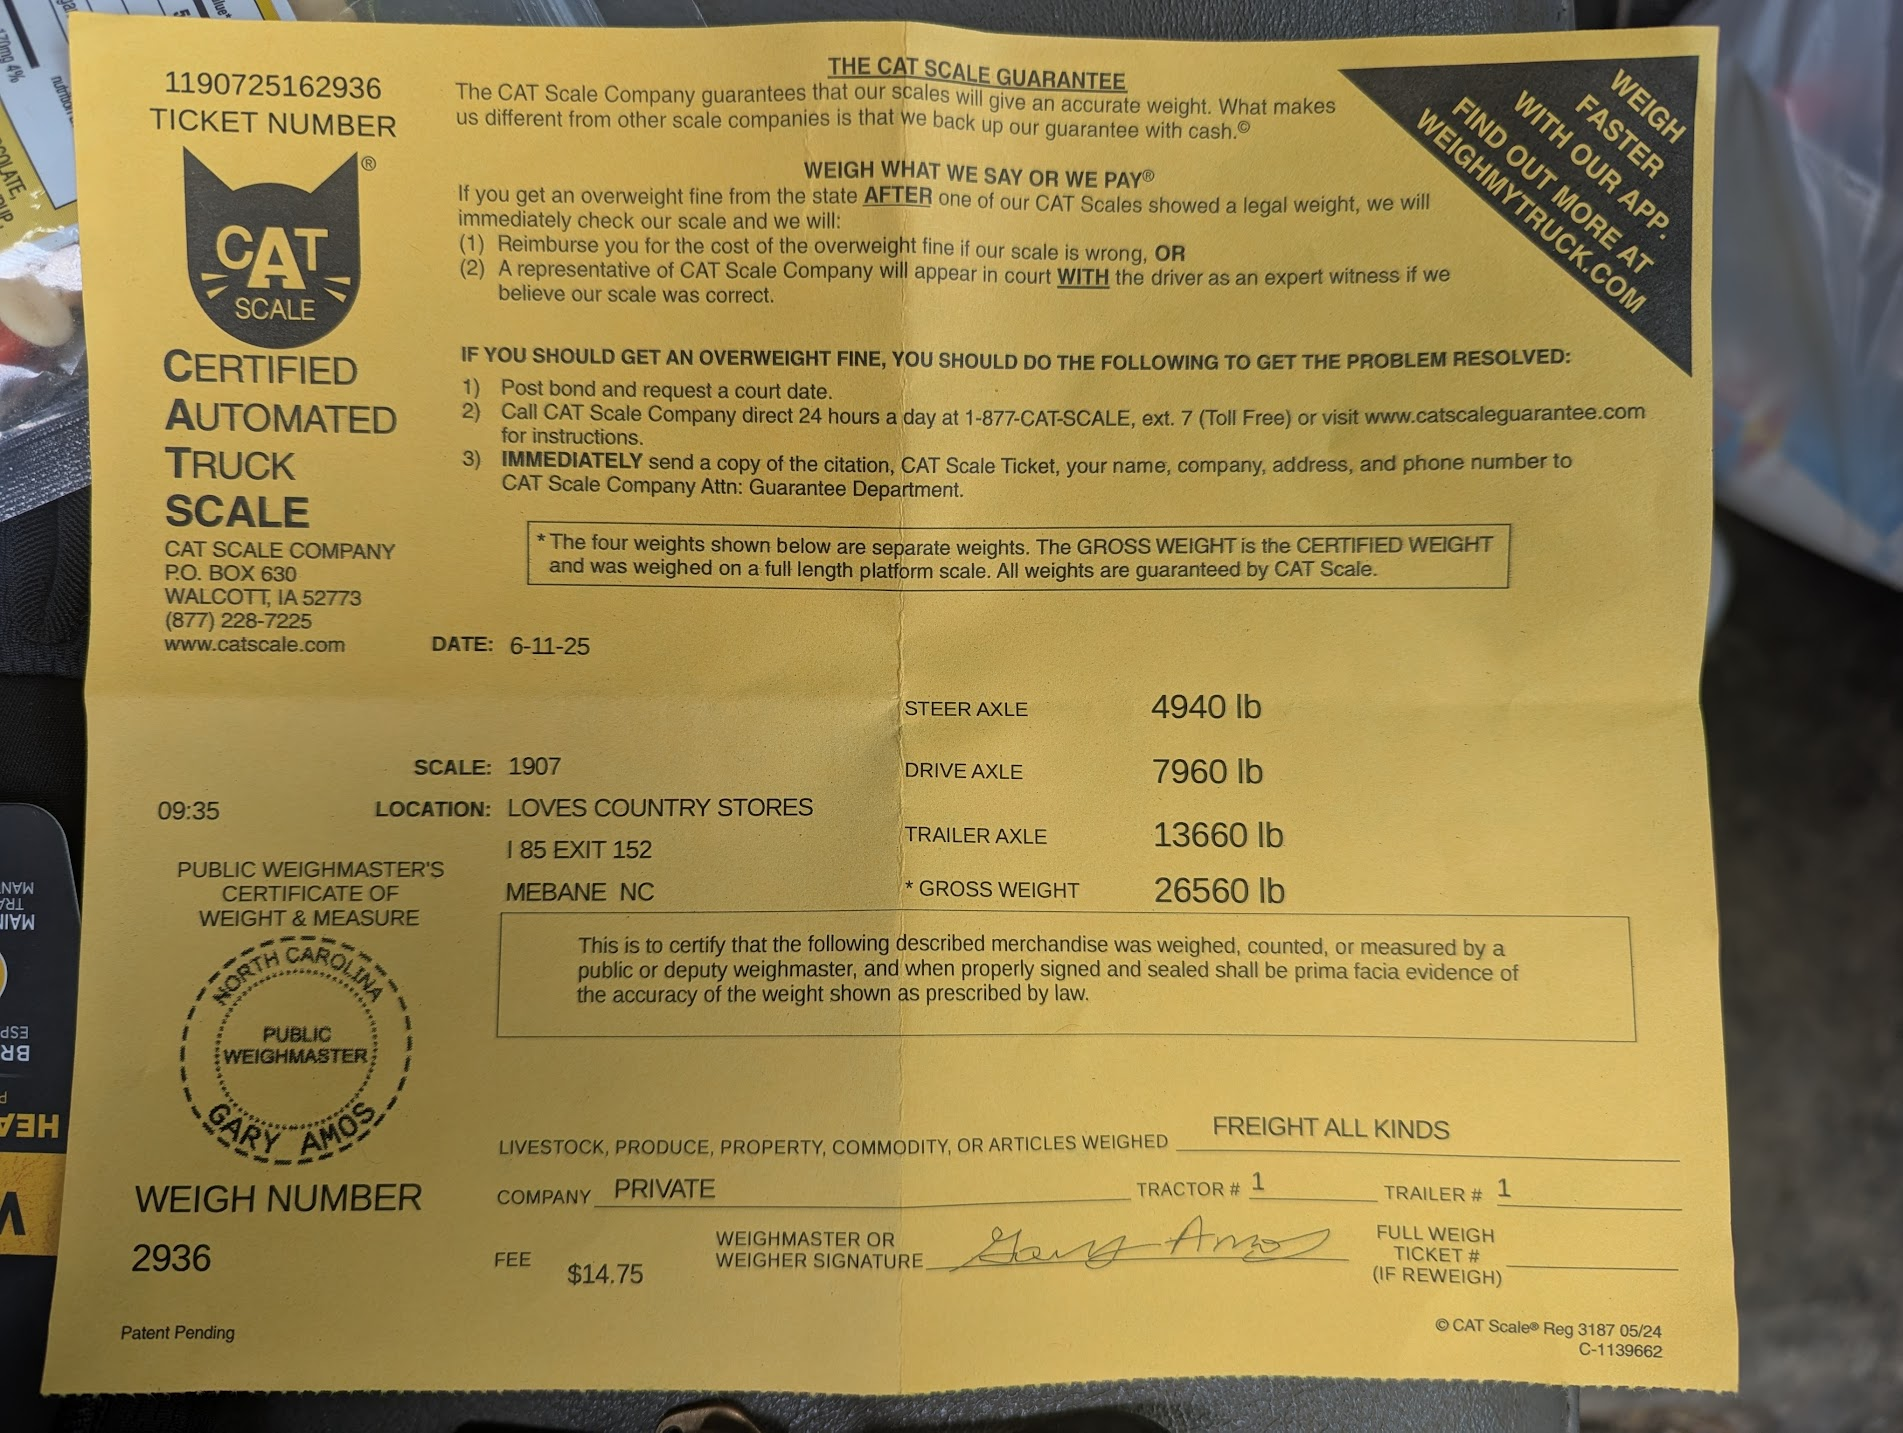 1190725162936
TICKET NUMBER
CAT
SCALE
®
CERTIFIED
AUTOMATED
TRUCK
SCALE
CAT SCALE COMPANY
P.O. BOX 630
WALCOTT, IA 52773
(877) 228-7225
www.catscale.com
THE CAT SCALE GUARANTEE
The CAT Scale Company guarantees that our scales will give an accurate weight. What makes
us different from other scale companies is that we back up our guarantee with cash.©
WEIGH WHAT WE SAY OR WE PAY®
If you get an overweight fine from the state AFTER one of our CAT Scales showed a legal weight, we will
immediately check our scale and we will:
(1) Reimburse you for the cost of the overweight fine if our scale is wrong, OR
(2) A representative of CAT Scale Company will appear in court WITH the driver as an expert witness if we
believe our scale was correct.
WEIGH
FASTER
WITH OUR APP.
FIND OUT MORE AT
WEIGHMYTRUCK.COM
IF YOU SHOULD GET AN OVERWEIGHT FINE, YOU SHOULD DO THE FOLLOWING TO GET THE PROBLEM RESOLVED:
1) Post bond and request a court date.
2) Call CAT Scale Company direct 24 hours a day at 1-877-CAT-SCALE, ext. 7 (Toll Free) or visit www.catscaleguarantee.com
for instructions.
3) IMMEDIATELY send a copy of the citation, CAT Scale Ticket, your name, company, address, and phone number to
CAT Scale Company Attn: Guarantee Department.
* The four weights shown below are separate weights. The GROSS WEIGHT is the CERTIFIED WEIGHT
and was weighed on a full length platform scale. All weights are guaranteed by CAT Scale.
DATE: 6-11-25
STEER AXLE 4940 lb
SCALE: 1907
DRIVE AXLE 7960 lb
09:35
LOCATION: LOVES COUNTRY STORES
TRAILER AXLE 13660 lb
I 85 EXIT 152
MEBANE NC
* GROSS WEIGHT 26560 lb
PUBLIC WEIGHMASTER'S
CERTIFICATE OF
WEIGHT & MEASURE
NORTH CAROLINA
PUBLIC
WEIGHMASTER
GARY AMOS
This is to certify that the following described merchandise was weighed, counted, or measured by a
public or deputy weighmaster, and when properly signed and sealed shall be prima facia evidence of
the accuracy of the weight shown as prescribed by law.
LIVESTOCK, PRODUCE, PROPERTY, COMMODITY, OR ARTICLES WEIGHED FREIGHT ALL KINDS
WEIGH NUMBER
2936
COMPANY PRIVATE TRACTOR # 1 TRAILER # 1
FEE $14.75
WEIGHMASTER OR
WEIGHER SIGNATURE Gary Amos
FULL WEIGH
TICKET #
(IF REWEIGH)
Patent Pending
© CAT Scale® Reg 3187 05/24
C-1139662